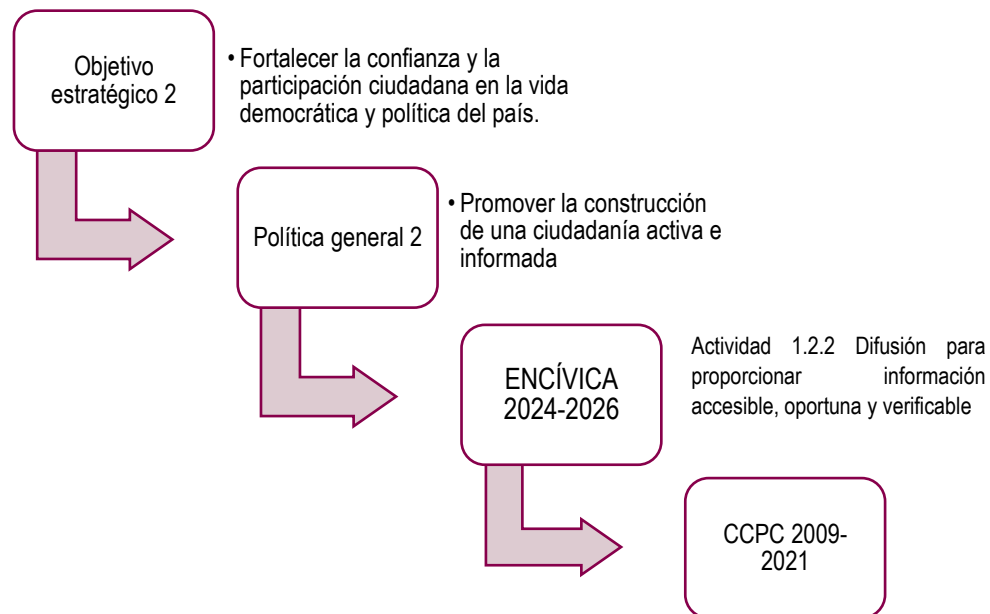 Objetivo
estratégico 2
• Fortalecer la confianza y la
participación ciudadana en la vida
democrática y política del país.
Política general 2
• Promover la construcción
de una ciudadanía activa e
informada
ENCÍVICA
2024-2026
Actividad 1.2.2 Difusión para
proporcionar información
accesible, oportuna y verificable
CCPC 2009-
2021